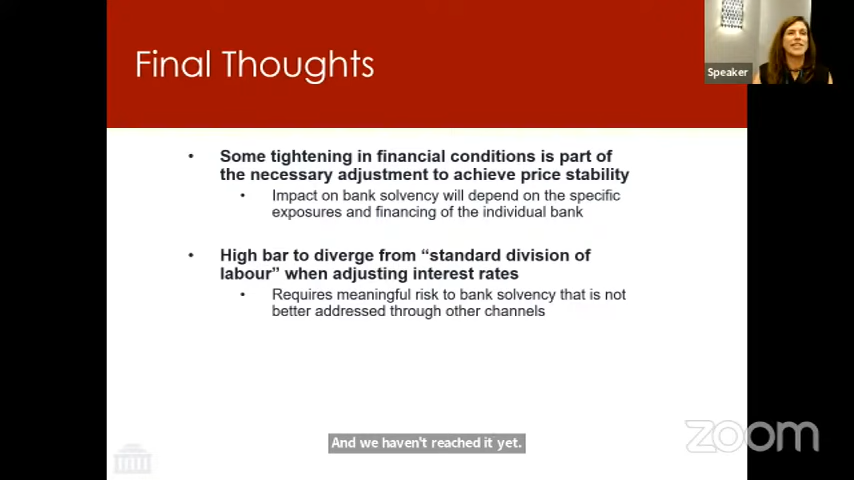 Final Thoughts
Speaker
• Some tightening in financial conditions is part of
the necessary adjustment to achieve price stability
• Impact on bank solvency will depend on the specific
exposures and financing of the individual bank
• High bar to diverge from “standard division of
labour” when adjusting interest rates
• Requires meaningful risk to bank solvency that is not
better addressed through other channels
And we haven't reached it yet.
zoom